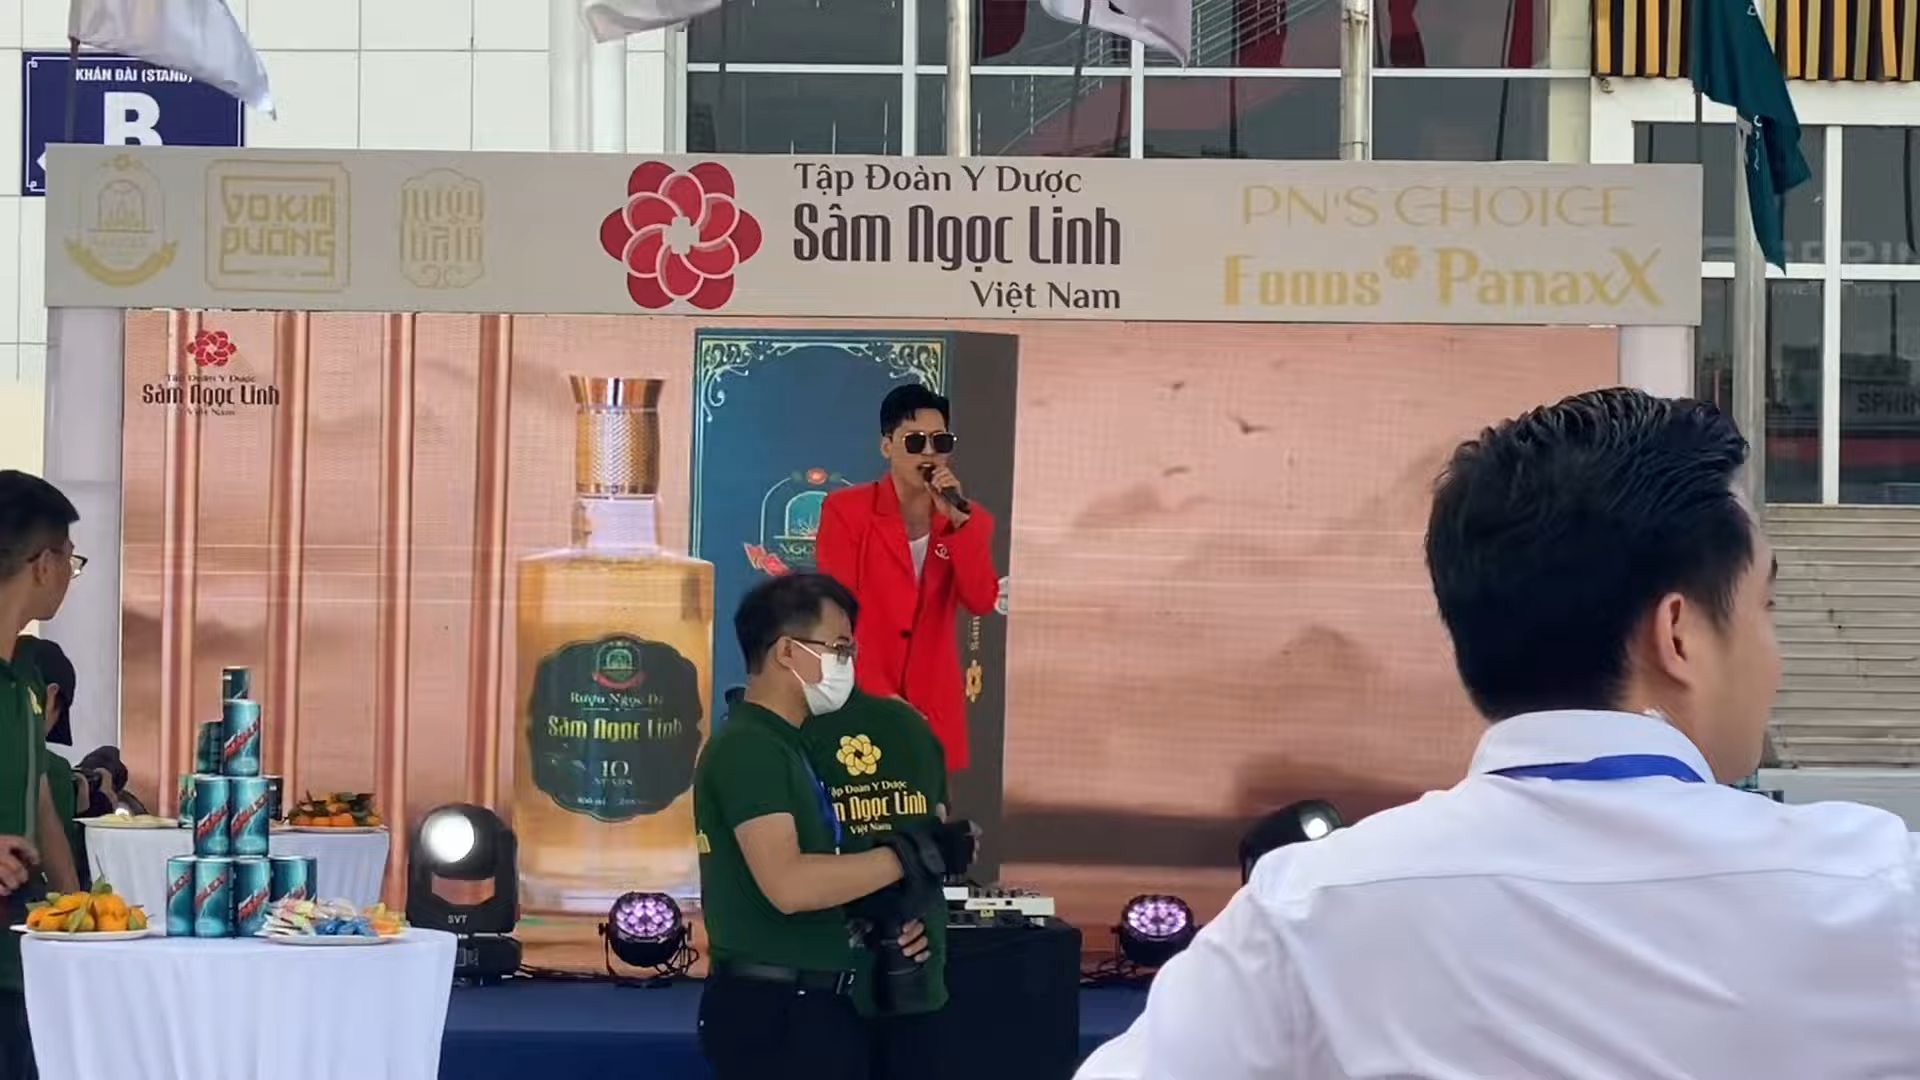 KHÁN ĐÀI (STAND)
B
VOKIM
DUONG
Tập Đoàn Y Dược
Sâm Ngọc Linh
Việt Nam
PN'S CHOICE
Foods PanaxX
Tập Đoàn Y Dược
Sâm Ngọc Linh
Việt Nam
Rượu Ngọc Đế
Sâm Ngọc Linh
10
YEARS
Tập Đoàn Y Dược
Ngọc Linh
Việt Nam
SVT